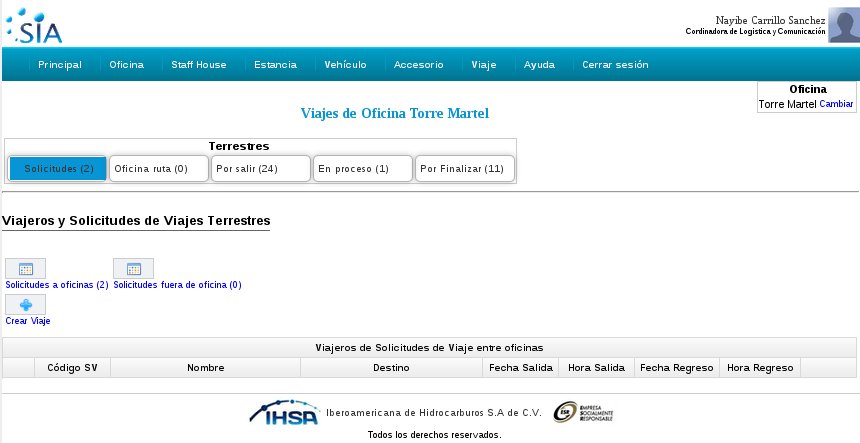 SIA
Nayibe Carrillo Sanchez
Cordinadora de Logística y Comunicación
Principal Oficina Staff House Estancia Vehículo Accesorio Viaje Ayuda Cerrar sesión
Oficina
Torre Martel Cambiar
Viajes de Oficina Torre Martel
Terrestres
Solicitudes (2) Oficina ruta (0) Por salir (24) En proceso (1) Por Finalizar (11)
Viajeros y Solicitudes de Viajes Terrestres
Solicitudes a oficinas (2) Solicitudes fuera de oficina (0)
Crear Viaje
Viajeros de Solicitudes de Viaje entre oficinas
Código SV Nombre Destino Fecha Salida Hora Salida Fecha Regreso Hora Regreso
IHSA Iberoamericana de Hidrocarburos S.A de C.V. ESR EMPRESA
SOCIALMENTE
RESPONSABLE
Todos los derechos reservados.